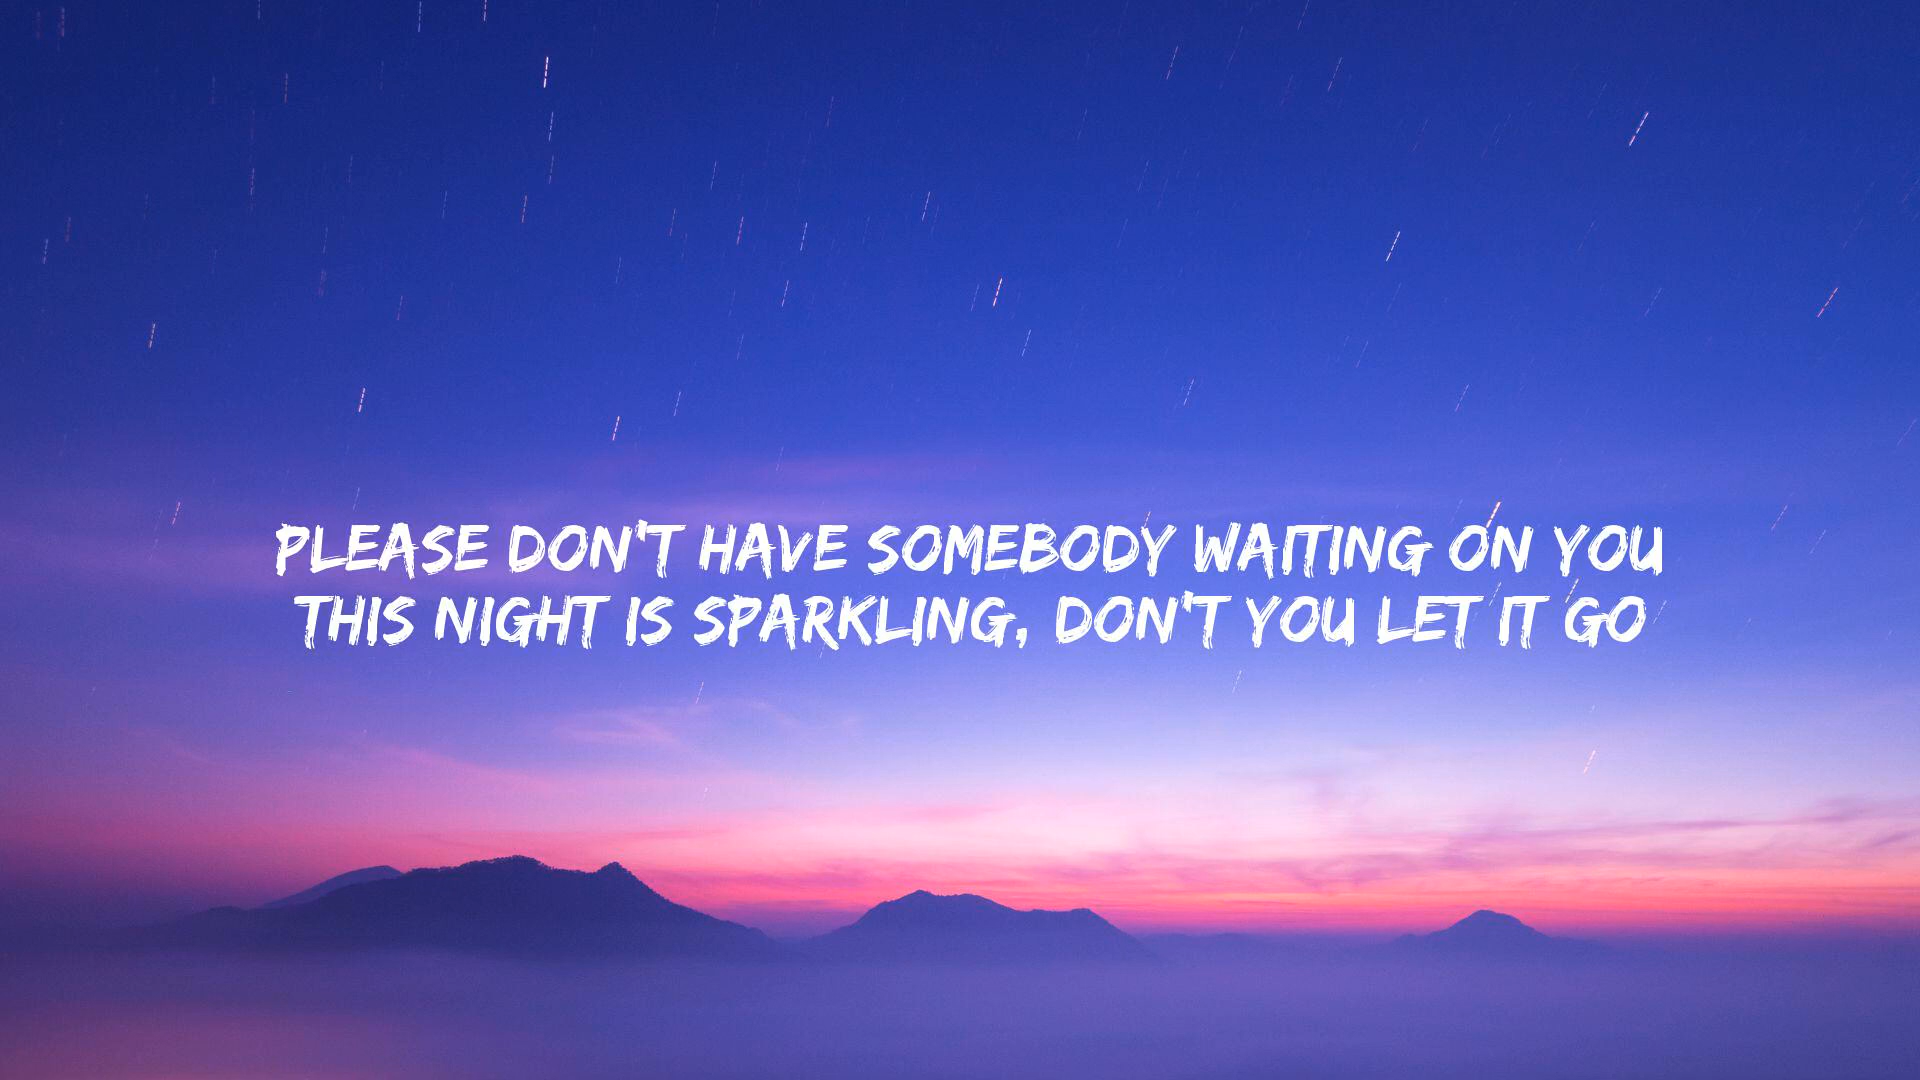 PLEASE DON'T HAVE SOMEBODY WAITING ON YOU
THIS NIGHT IS SPARKLING, DON'T YOU LET IT GO